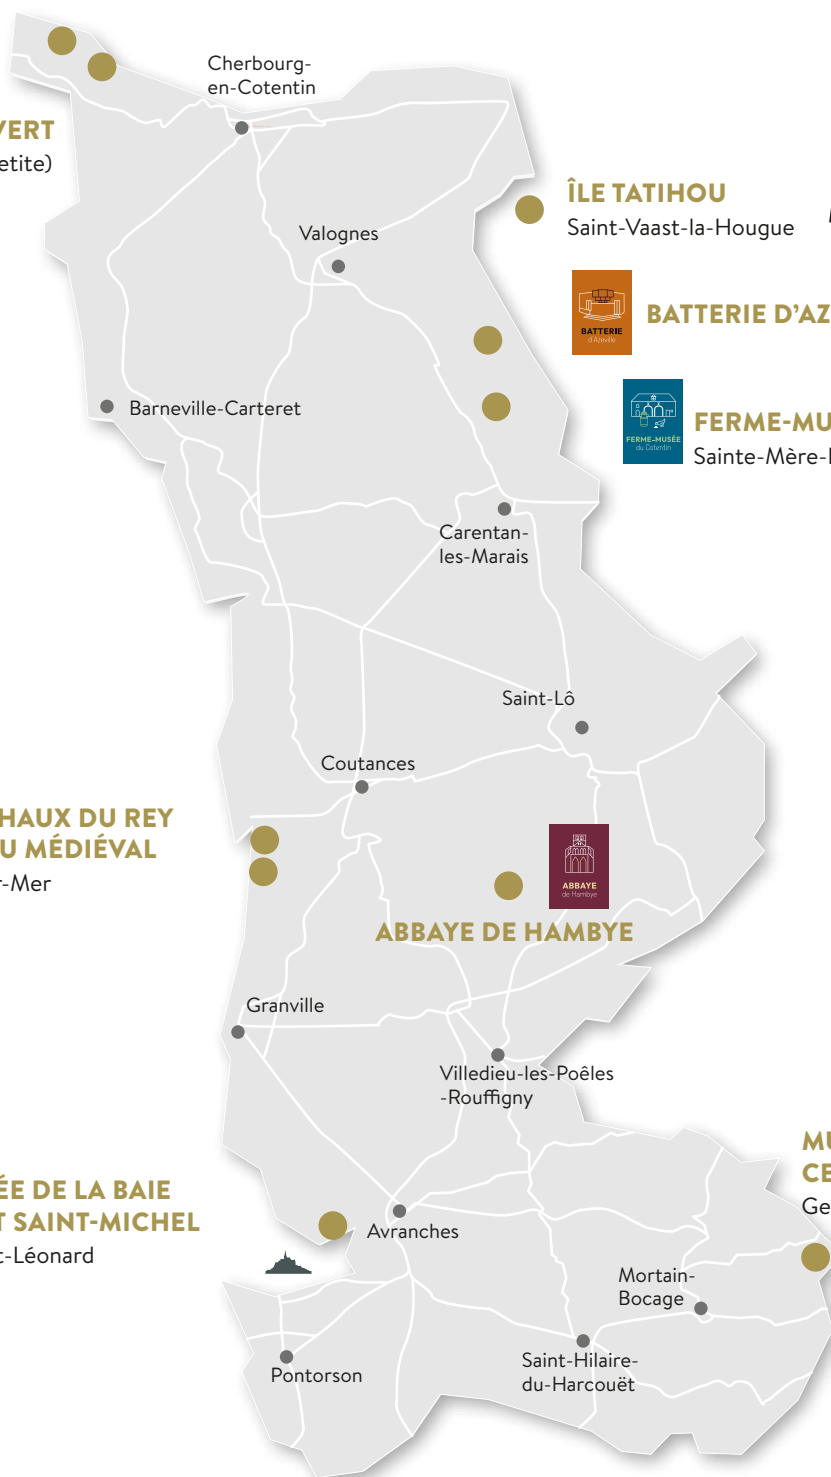 Cherbourg-
en-Cotentin
VERT
etite)
ÎLE TATIHOU
Saint-Vaast-la-Hougue
Valognes
BATTERIE
d'Azeville
BATTERIE D'AZ
Barneville-Carteret
FERME-MUSÉE
du Cotentin
FERME-MU
Sainte-Mère-
Carentan-
les-Marais
Saint-Lô
Coutances
HAUX DU REY
U MÉDIÉVAL
r-Mer
ABBAYE
de Hambye
ABBAYE DE HAMBYE
Granville
Villedieu-les-Poêles
-Rouffigny
MU
CE
Ge
ÉE DE LA BAIE
T SAINT-MICHEL
t-Léonard
Avranches
Mortain-
Bocage
Saint-Hilaire-
du-Harcouët
Pontorson